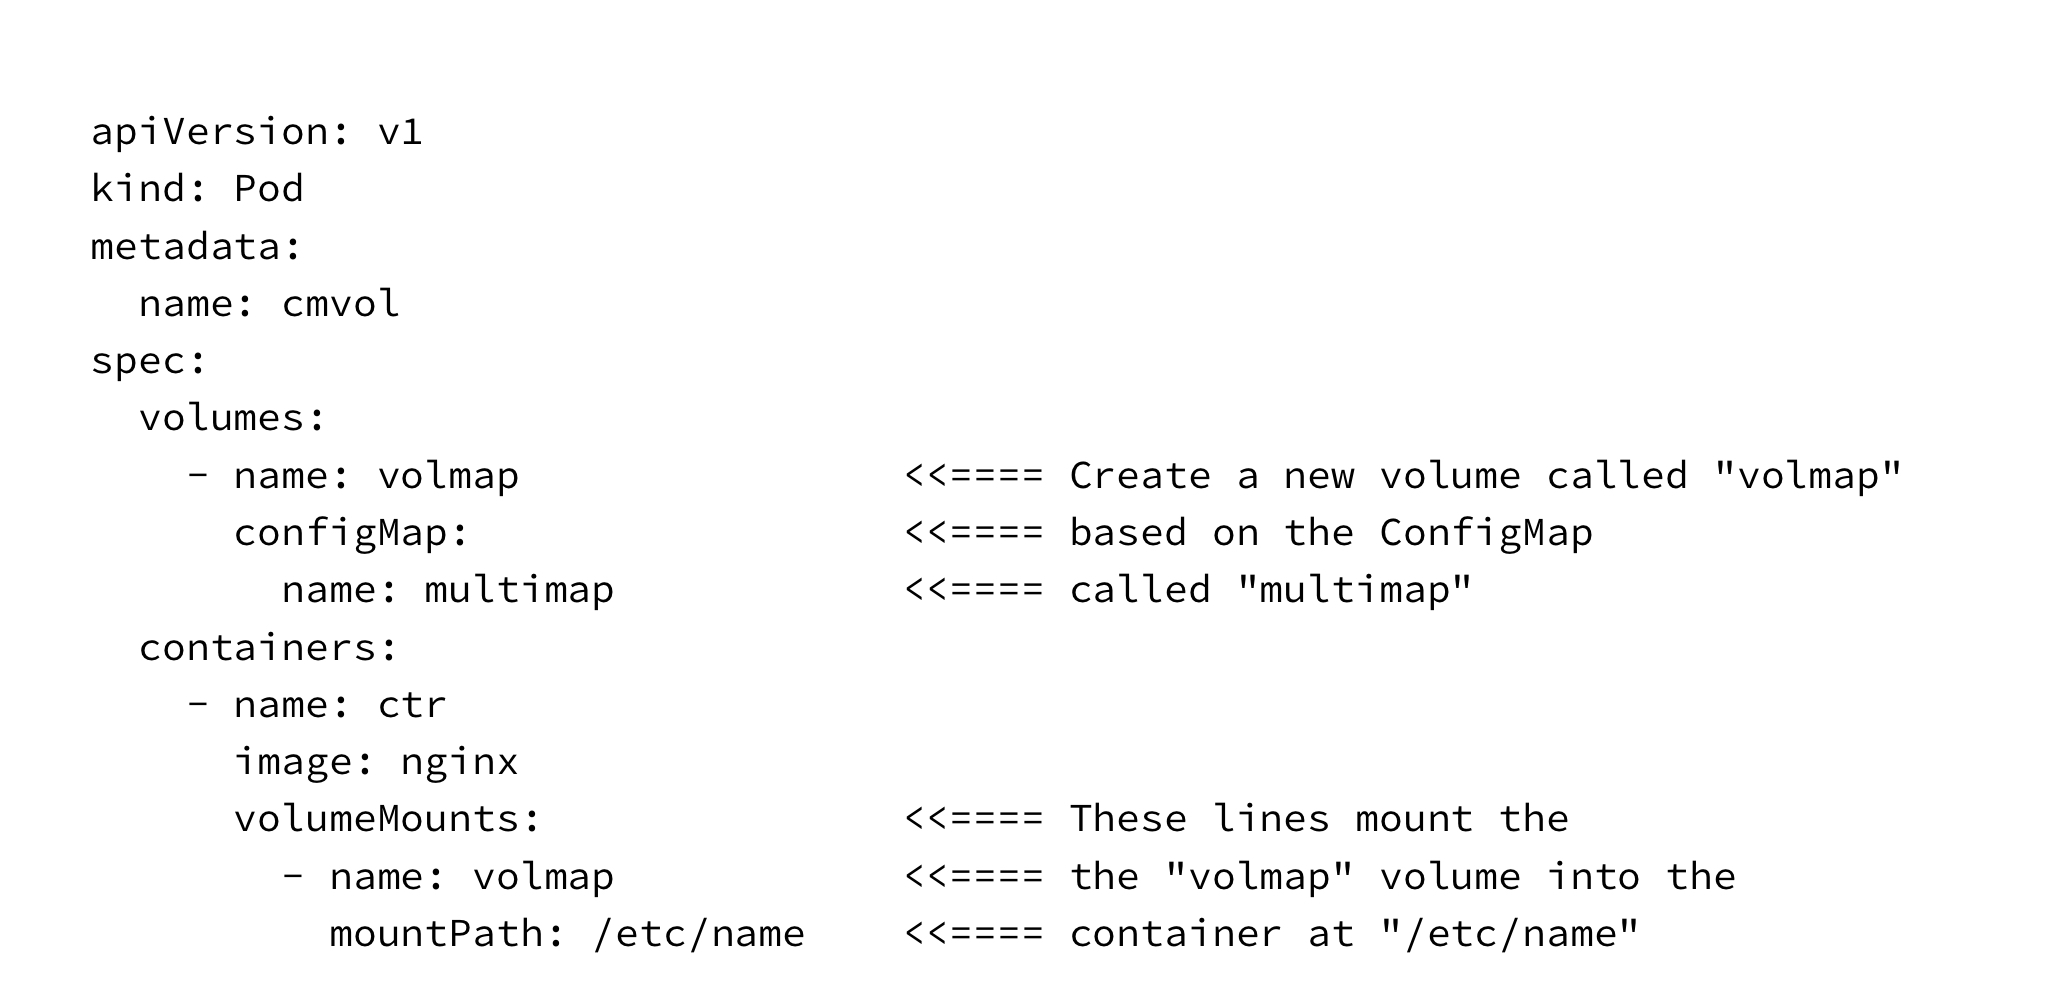 apiVersion: v1
kind: Pod
metadata:
  name: cmvol
spec:
  volumes:
    - name: volmap                <<==== Create a new volume called "volmap"
      configMap:                  <<==== based on the ConfigMap
        name: multimap            <<==== called "multimap"
  containers:
    - name: ctr
      image: nginx
      volumeMounts:               <<==== These lines mount the
        - name: volmap            <<==== the "volmap" volume into the
          mountPath: /etc/name    <<==== container at "/etc/name"